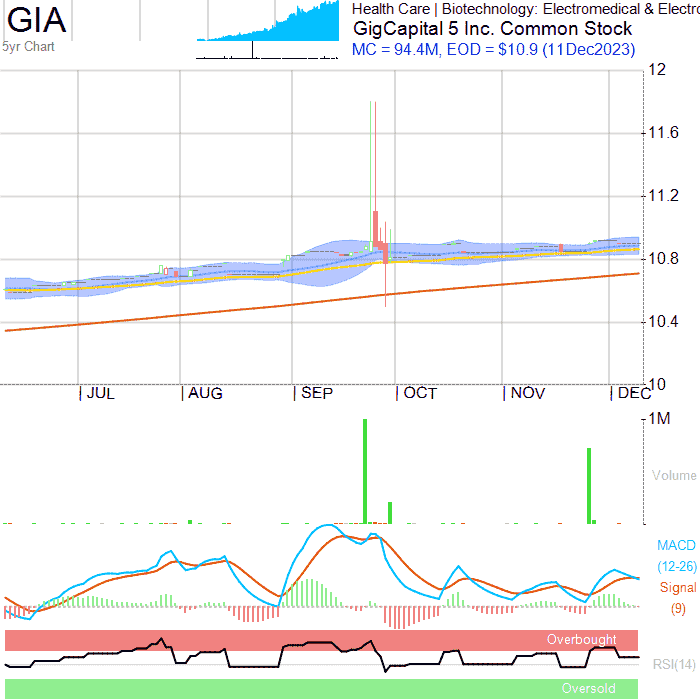 GIA
5yr Chart
Health Care | Biotechnology: Electromedical & Electro
GigCapital 5 Inc. Common Stock
MC = 94.4M, EOD = $10.9 (11Dec2023)
12
11.6
11.2
10.8
10.4
10
JUL
AUG
SEP
OCT
NOV
DEC
1M
Volume
MACD
(12-26)
Signal
(9)
Overbought
RSI(14)
Oversold